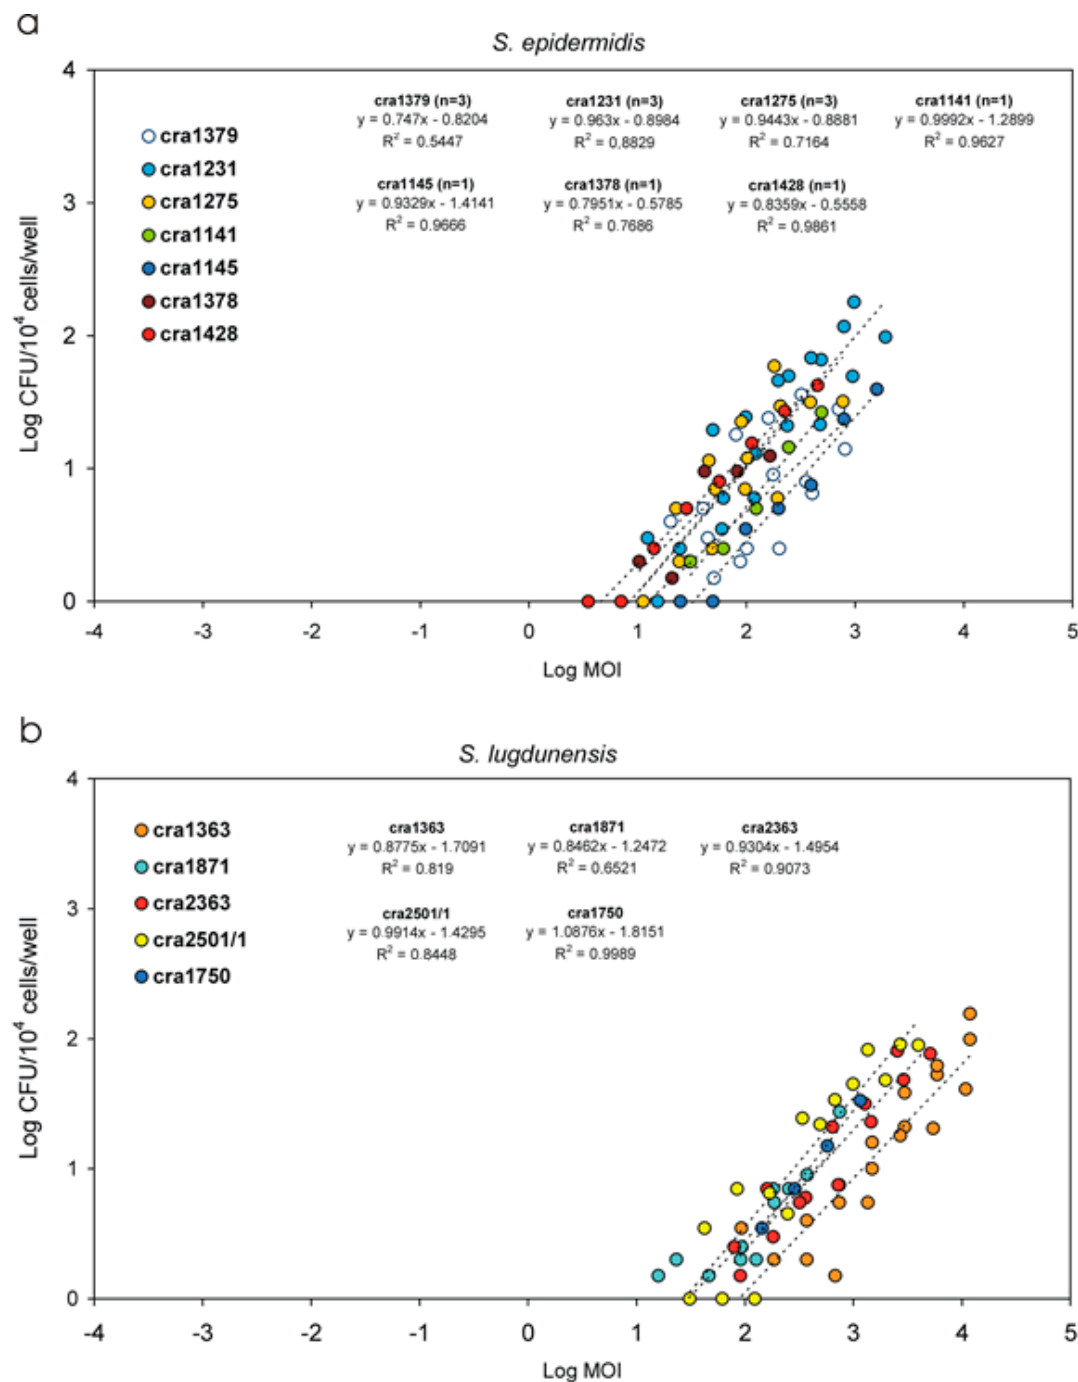 a
S. epidermidis
4
3
2
1
0
Log CFU/10⁴ cells/well
cra1379
cra1231
cra1275
cra1141
cra1145
cra1378
cra1428
cra1379 (n=3)
y = 0.747x - 0.8204
R² = 0.5447
cra1231 (n=3)
y = 0.963x - 0.8984
R² = 0,8829
cra1275 (n=3)
y = 0.9443x - 0.8881
R² = 0.7164
cra1141 (n=1)
y = 0.9992x - 1.2899
R² = 0.9627
cra1145 (n=1)
y = 0.9329x - 1.4141
R² = 0.9666
cra1378 (n=1)
y = 0.7951x - 0.5785
R² = 0.7686
cra1428 (n=1)
y = 0.8359x - 0.5558
R² = 0.9861
-4 -3 -2 -1 0 1 2 3 4 5
Log MOI
b
S. lugdunensis
4
3
2
1
0
Log CFU/10⁴ cells/well
cra1363
cra1871
cra2363
cra2501/1
cra1750
cra1363
y = 0.8775x - 1.7091
R² = 0.819
cra1871
y = 0.8462x - 1.2472
R² = 0.6521
cra2363
y = 0.9304x - 1.4954
R² = 0.9073
cra2501/1
y = 0.9914x - 1.4295
R² = 0.8448
cra1750
y = 1.0876x - 1.8151
R² = 0.9989
-4 -3 -2 -1 0 1 2 3 4 5
Log MOI